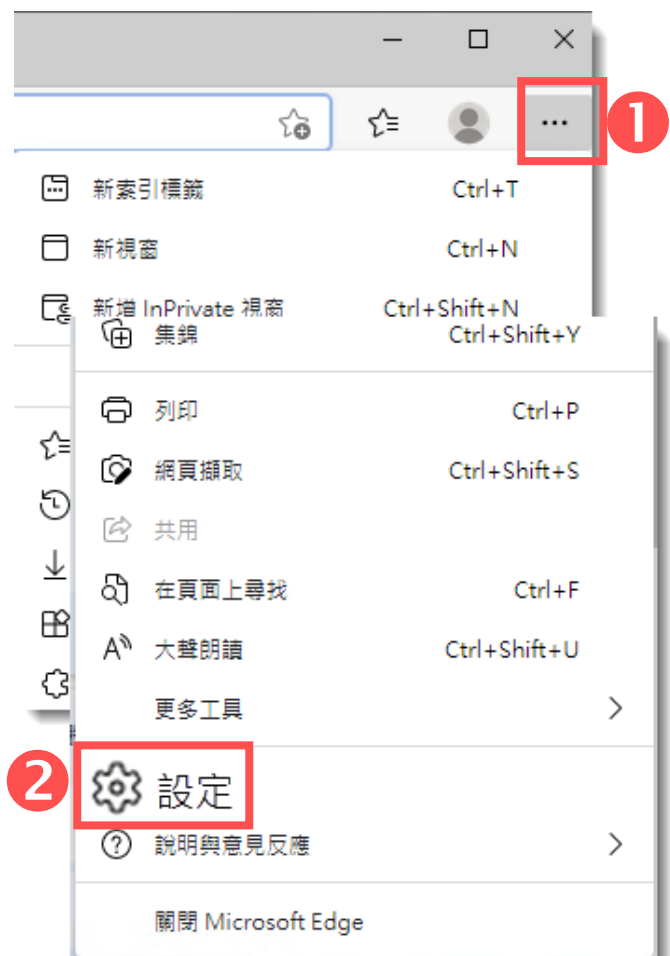 1
新索引標籤 Ctrl+T
新視窗 Ctrl+N
新增 InPrivate 視窗 Ctrl+Shift+N
集錦 Ctrl+Shift+Y
列印 Ctrl+P
網頁擷取 Ctrl+Shift+S
共用
在頁面上尋找 Ctrl+F
大聲朗讀 Ctrl+Shift+U
更多工具
2 設定
說明與意見反應
關閉 Microsoft Edge